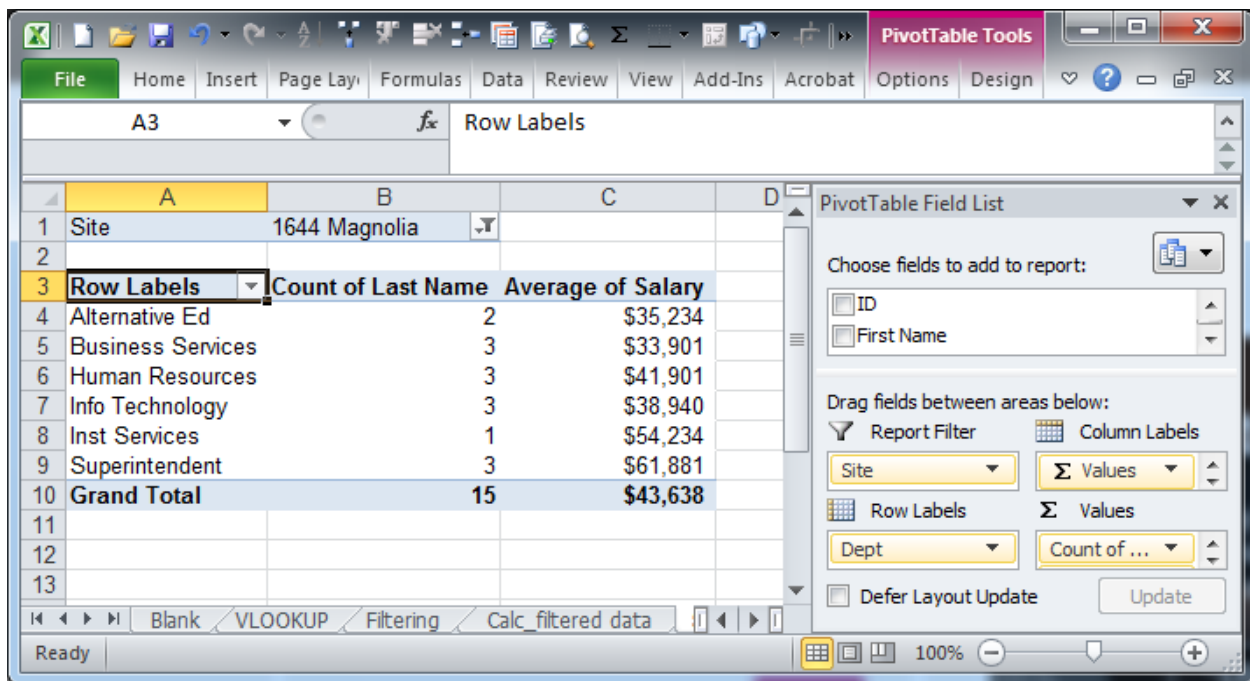 PivotTable Tools
File Home Insert Page Layı Formulas Data Review View Add-Ins Acrobat Options Design
A3 fx Row Labels
A B C D
1 Site 1644 Magnolia
2
3 Row Labels Count of Last Name Average of Salary
4 Alternative Ed 2 $35,234
5 Business Services 3 $33,901
6 Human Resources 3 $41,901
7 Info Technology 3 $38,940
8 Inst Services 1 $54,234
9 Superintendent 3 $61,881
10 Grand Total 15 $43,638
11
12
13
Blank VLOOKUP Filtering Calc_filtered data
Ready 100%
PivotTable Field List
Choose fields to add to report:
ID
First Name
Drag fields between areas below:
Report Filter Column Labels
Site Σ Values
Row Labels Σ Values
Dept Count of ...
Defer Layout Update Update